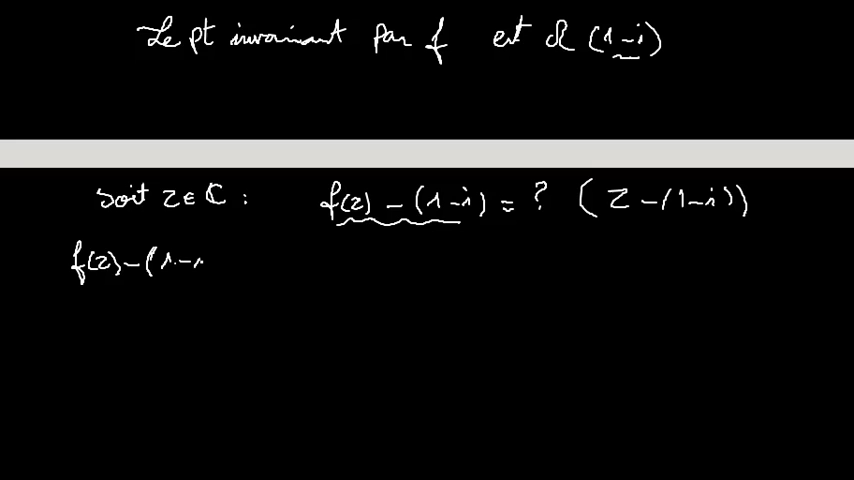 Le pt invariant par f est Ω (1-i)
soit z ∈ ℂ : f(z) - (1-i) = ? (z - (1-i))
f(z) - (1-i